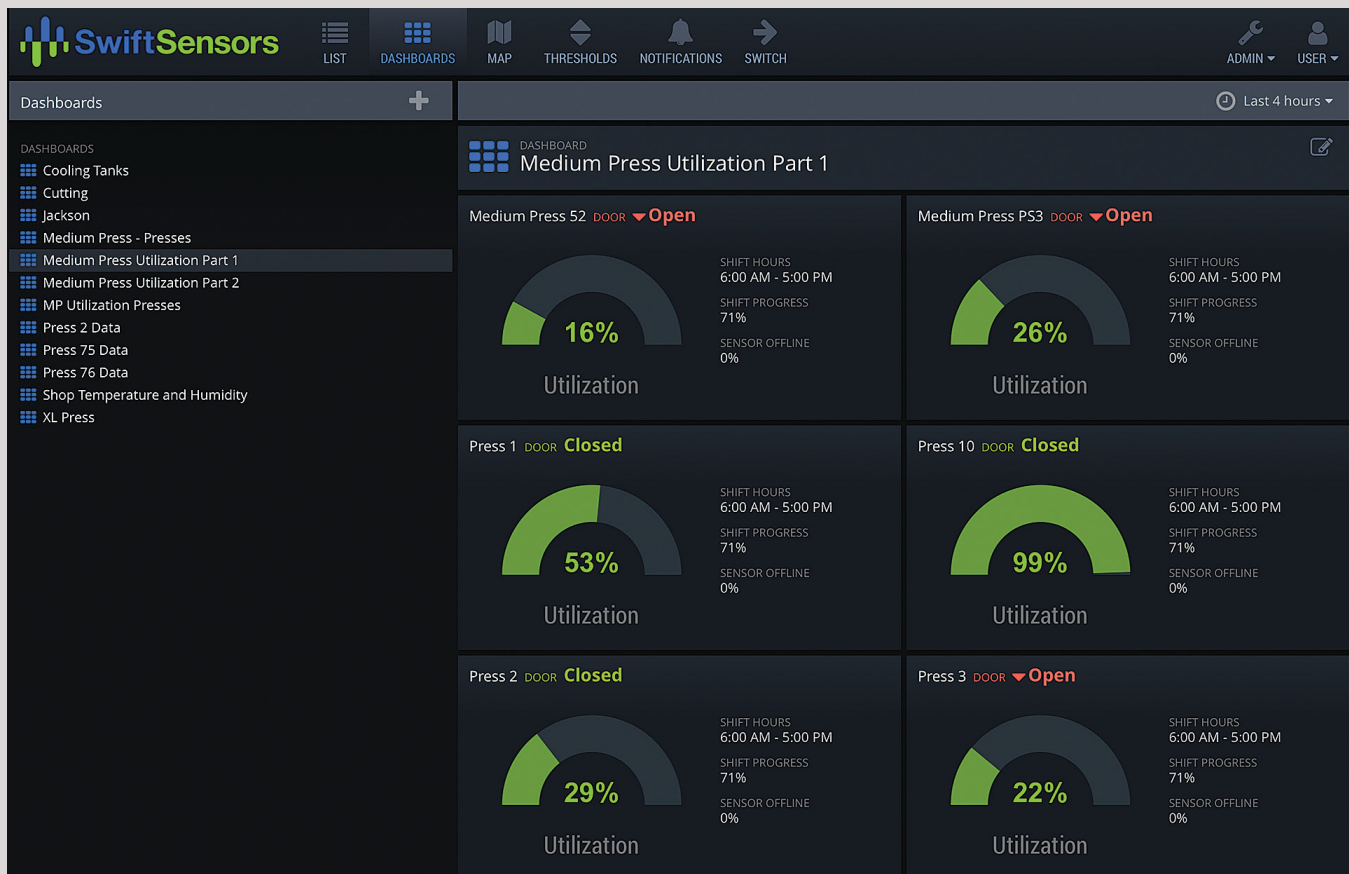 SwiftSensors
LIST
DASHBOARDS
MAP
THRESHOLDS
NOTIFICATIONS
SWITCH
ADMIN
USER
Dashboards
Last 4 hours
DASHBOARDS
Cooling Tanks
Cutting
Jackson
Medium Press - Presses
Medium Press Utilization Part 1
Medium Press Utilization Part 2
MP Utilization Presses
Press 2 Data
Press 75 Data
Press 76 Data
Shop Temperature and Humidity
XL Press
DASHBOARD
Medium Press Utilization Part 1
Medium Press 52 DOOR Open
16%
Utilization
SHIFT HOURS
6:00 AM - 5:00 PM
SHIFT PROGRESS
71%
SENSOR OFFLINE
0%
Medium Press PS3 DOOR Open
26%
Utilization
SHIFT HOURS
6:00 AM - 5:00 PM
SHIFT PROGRESS
71%
SENSOR OFFLINE
0%
Press 1 DOOR Closed
53%
Utilization
SHIFT HOURS
6:00 AM - 5:00 PM
SHIFT PROGRESS
71%
SENSOR OFFLINE
0%
Press 10 DOOR Closed
99%
Utilization
SHIFT HOURS
6:00 AM - 5:00 PM
SHIFT PROGRESS
71%
SENSOR OFFLINE
0%
Press 2 DOOR Closed
29%
Utilization
SHIFT HOURS
6:00 AM - 5:00 PM
SHIFT PROGRESS
71%
SENSOR OFFLINE
0%
Press 3 DOOR Open
22%
Utilization
SHIFT HOURS
6:00 AM - 5:00 PM
SHIFT PROGRESS
71%
SENSOR OFFLINE
0%